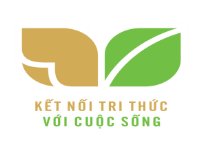 KẾT NỐI TRI THỨC
VỚI CUỘC SỐNG